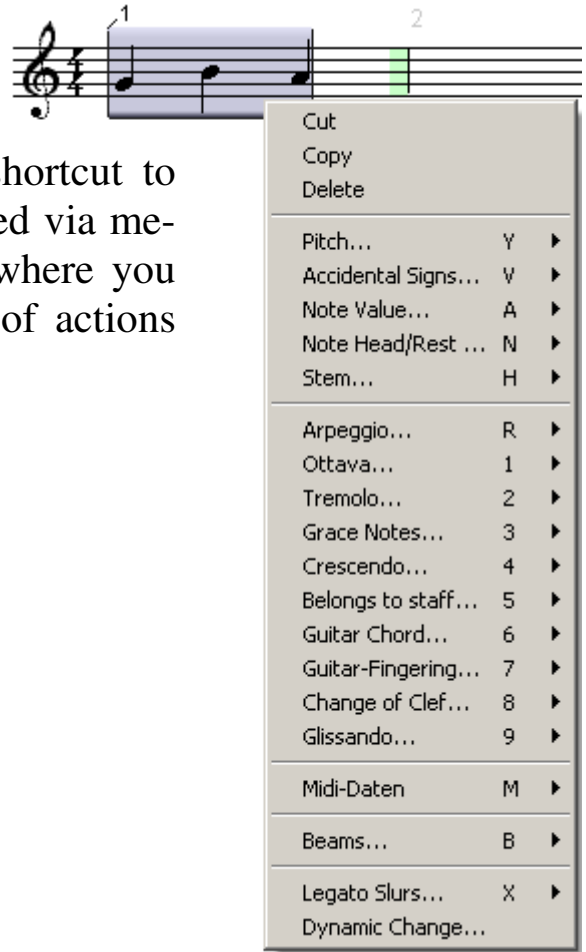 1
2
4
4
hortcut to
ed via me-
where you
of actions
Cut
Copy
Delete
Pitch... Y
Accidental Signs... V
Note Value... A
Note Head/Rest ... N
Stem... H
Arpeggio... R
Ottava... 1
Tremolo... 2
Grace Notes... 3
Crescendo... 4
Belongs to staff... 5
Guitar Chord... 6
Guitar-Fingering... 7
Change of Clef... 8
Glissando... 9
Midi-Daten M
Beams... B
Legato Slurs... X
Dynamic Change...